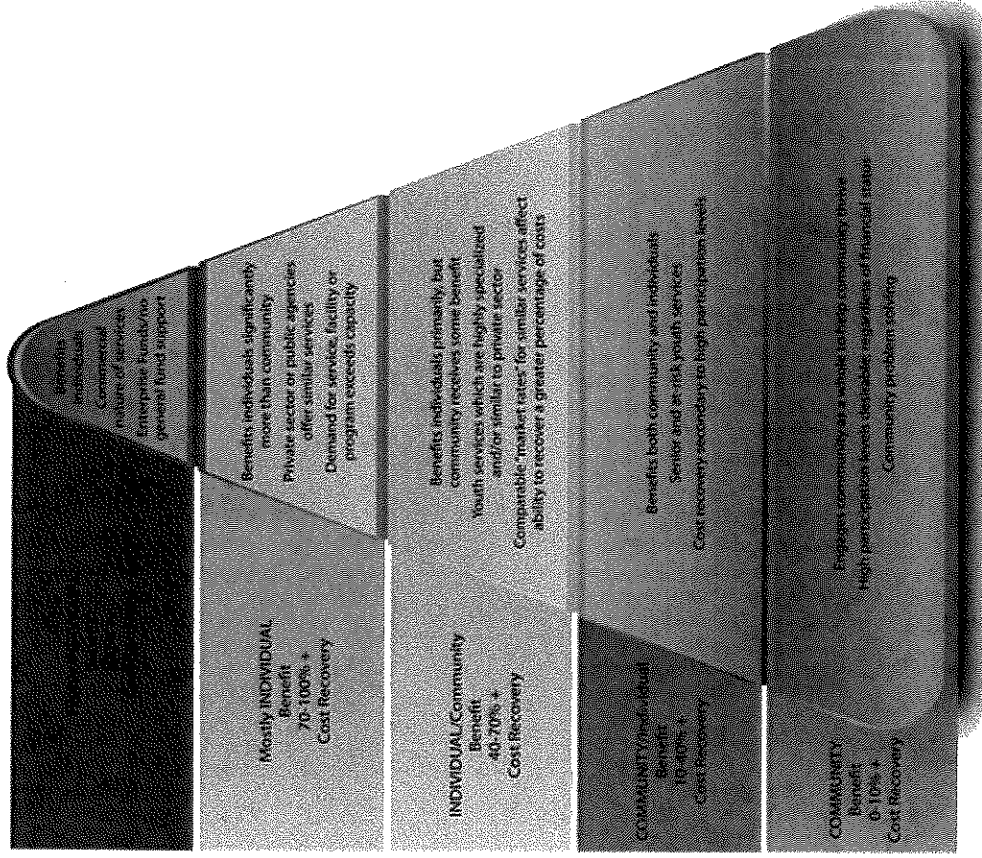 Benefits
individual
Commercial
nature of services
Enterprise Funds/no
general fund support
Mostly INDIVIDUAL
Benefit
70-100% +
Cost Recovery
Benefits individuals significantly
more than community
Private sector or public agencies
offer similar services
Demand for service, facility or
program exceeds capacity
INDIVIDUAL/Community
Benefit
40-70% +
Cost Recovery
Benefits individuals primarily, but
community receives some benefit
Youth services which are highly specialized
and/or similar to private sector
Comparable "market rates" for similar services affect
ability to recover a greater percentage of costs
COMMUNITY/Individual
Benefit
10-40% +
Cost Recovery
Benefits both community and individuals
Senior and at-risk youth services
Cost recovery secondary to high participation levels
COMMUNITY
Benefit
0-10% +
Cost Recovery
Engages community as a whole to help community thrive
High participation levels desirable, regardless of financial status
Community problem solving